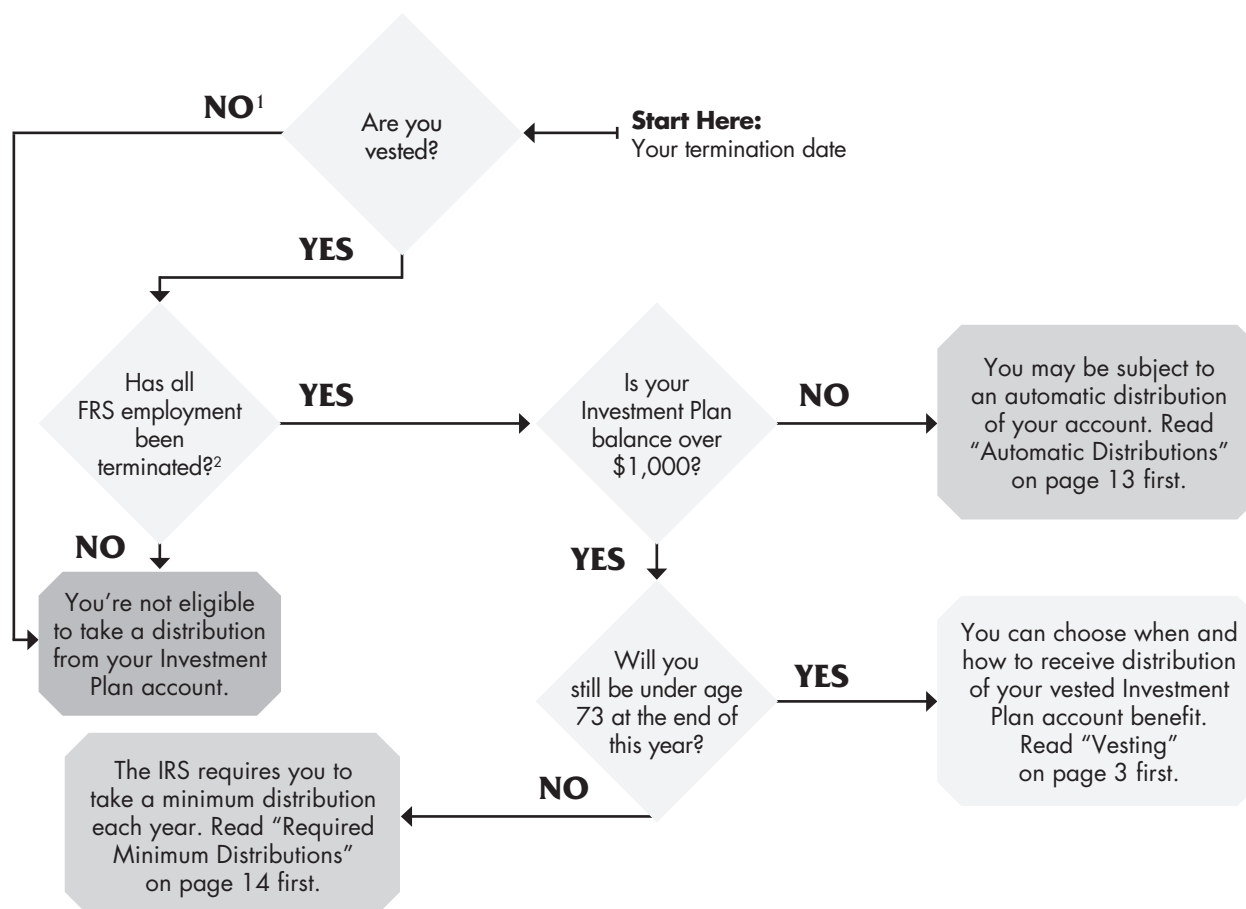 NO¹
Are you
vested?
Start Here:
Your termination date
YES
Has all
FRS employment
been
terminated?²
YES
Is your
Investment Plan
balance over
$1,000?
NO
You may be subject to
an automatic distribution
of your account. Read
“Automatic Distributions”
on page 13 first.
NO
You’re not eligible
to take a distribution
from your Investment
Plan account.
YES
Will you
still be under age
73 at the end of
this year?
YES
You can choose when and
how to receive distribution
of your vested Investment
Plan account benefit.
Read “Vesting”
on page 3 first.
NO
The IRS requires you to
take a minimum distribution
each year. Read “Required
Minimum Distributions”
on page 14 first.